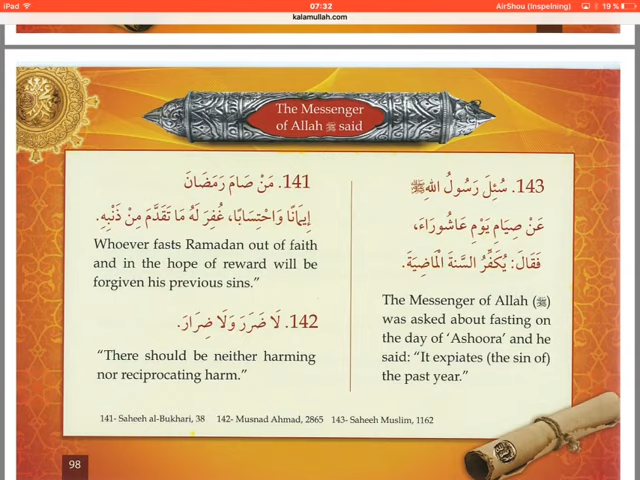 iPad
07:32
AirShou (Inspelning)
19 %
kalamullah.com
The Messenger
of Allah ﷺ said
141. مَنْ صَامَ رَمَضَانَ
إِيمَانًا وَاحْتِسَابًا، غُفِرَ لَهُ مَا تَقَدَّمَ مِنْ ذَنْبِهِ.
Whoever fasts Ramadan out of faith
and in the hope of reward will be
forgiven his previous sins.”
142. لَا ضَرَرَ وَلَا ضِرَارَ.
“There should be neither harming
nor reciprocating harm.”
143. سُئِلَ رَسُولُ اللهِ ﷺ
عَنْ صِيَامِ يَوْمِ عَاشُورَاءَ،
فَقَالَ: يُكَفِّرُ السَّنةَ الْمَاضِيَةَ.
The Messenger of Allah (ﷺ)
was asked about fasting on
the day of ‘Ashoora’ and he
said: “It expiates (the sin of)
the past year.”
141- Saheeh al-Bukhari, 38 142- Musnad Ahmad, 2865 143- Saheeh Muslim, 1162
98